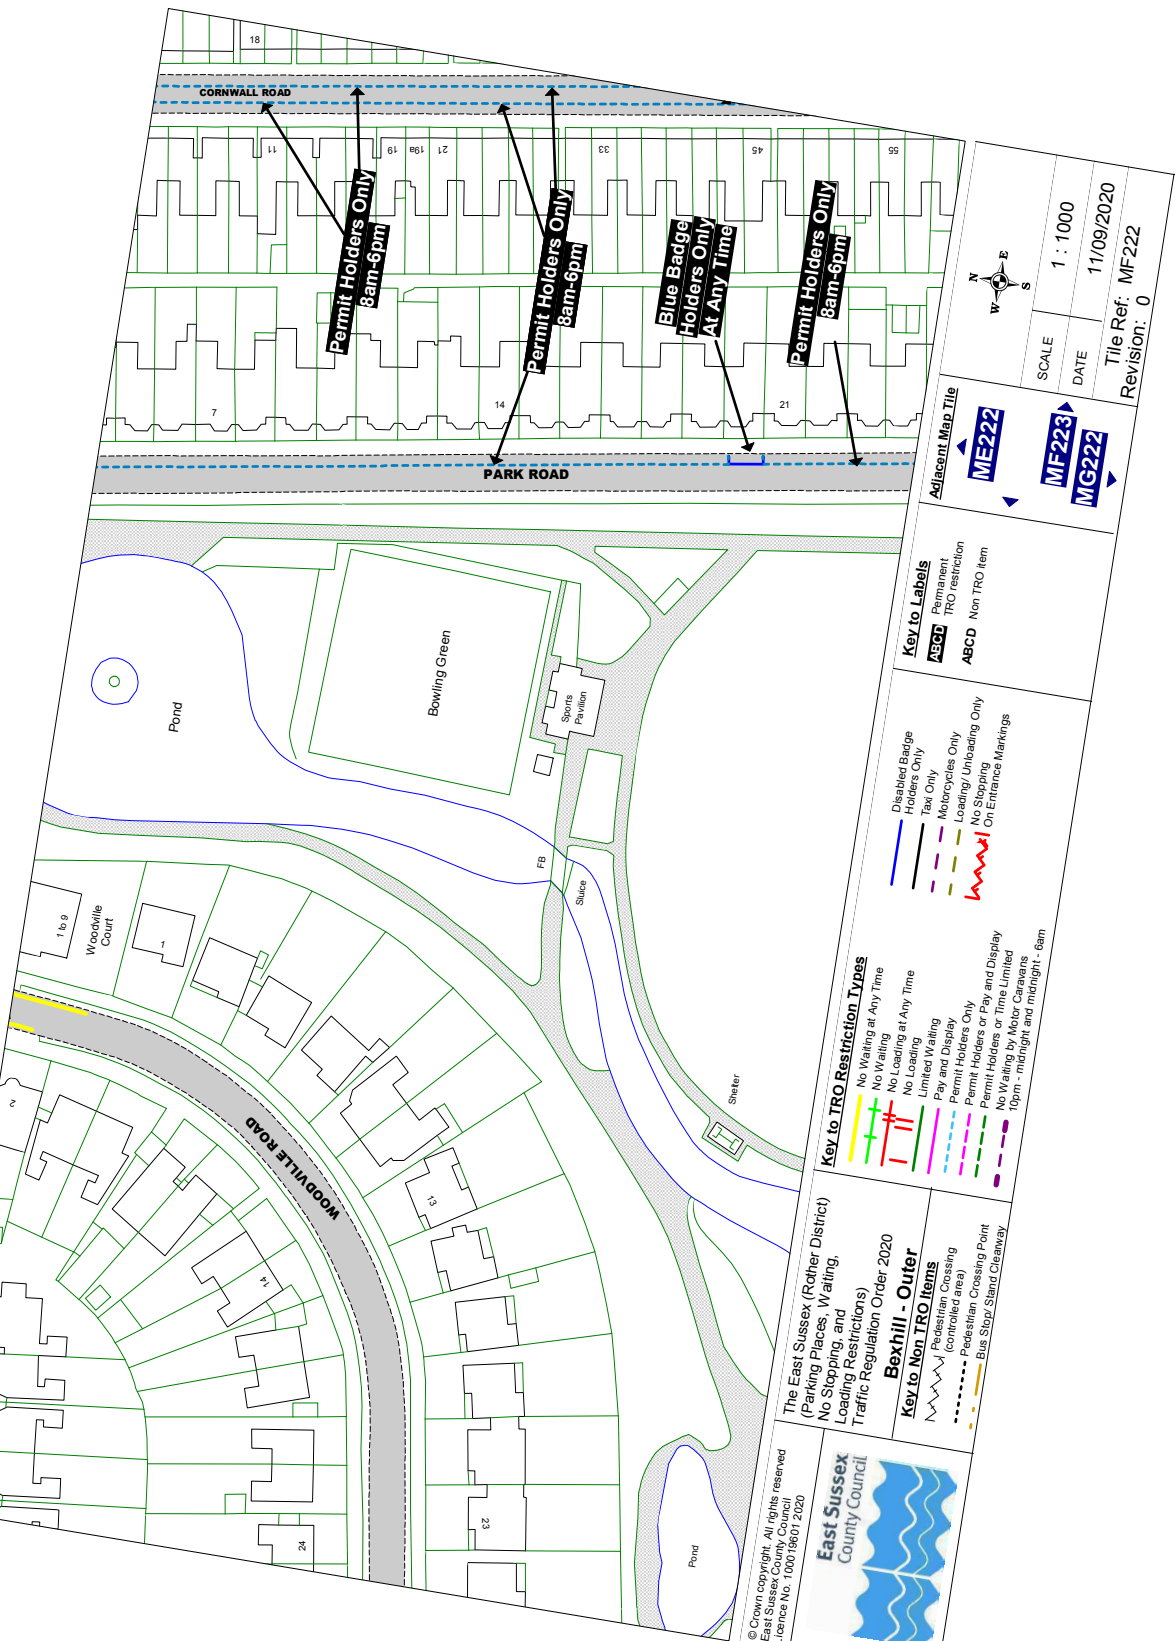 18
CORNWALL ROAD
11
19
19a
21
33
45
55
Permit Holders Only
8am-6pm
Permit Holders Only
8am-6pm
Blue Badge
Holders Only
At Any Time
Permit Holders Only
8am-6pm
7
14
21
PARK ROAD
Pond
Bowling Green
Sports
Pavilion
FB
Sluice
Shelter
1 to 9
Woodville
Court
1
2
WOODVILLE ROAD
13
14
23
24
Pond
N
E
S
W
SCALE
1 : 1000
DATE
11/09/2020
Tile Ref: MF222
Revision: 0
Adjacent Map Tile
ME222
MF223
MG222
Key to Labels
ABCD Permanent
TRO restriction
ABCD Non TRO item
Key to TRO Restriction Types
No Waiting at Any Time
No Waiting
No Loading at Any Time
No Loading
Limited Waiting
Pay and Display
Permit Holders Only
Permit Holders or Pay and Display
Permit Holders or Time Limited
No Waiting by Motor Caravans
10pm - midnight and midnight - 6am
Disabled Badge
Holders Only
Taxi Only
Motorcycles Only
Loading/ Unloading Only
No Stopping
On Entrance Markings
The East Sussex (Rother District)
(Parking Places, Waiting,
No Stopping, and
Loading Restrictions)
Traffic Regulation Order 2020
Bexhill - Outer
Key to Non TRO Items
Pedestrian Crossing
(controlled area)
Pedestrian Crossing Point
Bus Stop/ Stand Clearway
© Crown copyright. All rights reserved
East Sussex County Council
Licence No. 100019601 2020
East Sussex
County Council